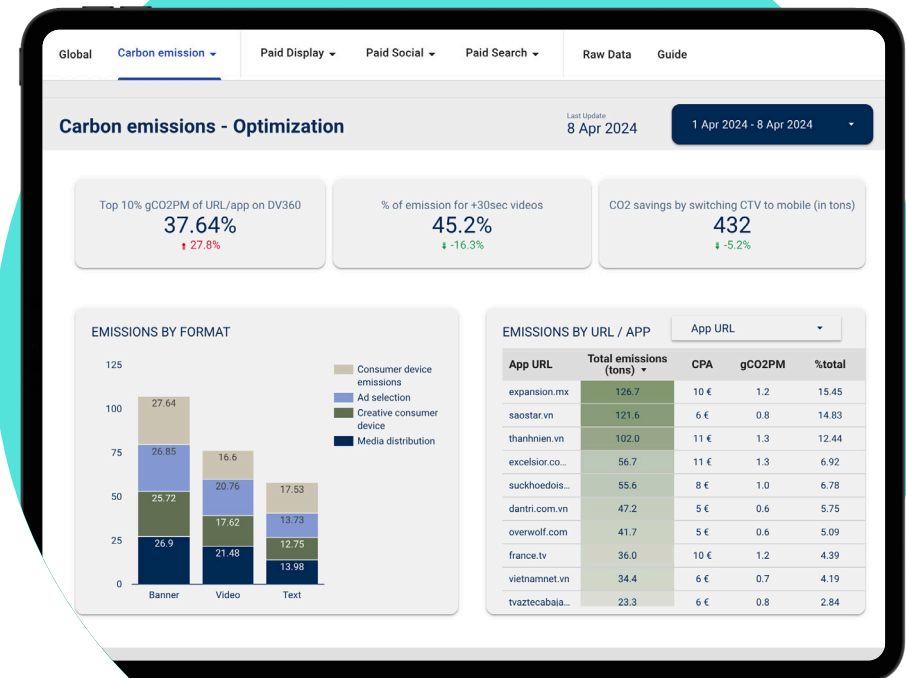 Global Carbon emission Paid Display Paid Social Paid Search Raw Data Guide
Carbon emissions - Optimization
Last Update
8 Apr 2024
1 Apr 2024 - 8 Apr 2024
Top 10% gCO2PM of URL/app on DV360
37.64%
27.8%
% of emission for +30sec videos
45.2%
-16.3%
CO2 savings by switching CTV to mobile (in tons)
432
-5.2%
EMISSIONS BY FORMAT
125
100
75
50
25
0
27.64
26.85
25.72
26.9
16.6
20.76
17.62
21.48
17.53
13.73
12.75
13.98
Banner Video Text
Consumer device
emissions
Ad selection
Creative consumer
device
Media distribution
EMISSIONS BY URL / APP
App URL
App URL Total emissions (tons) CPA gCO2PM %total
expansion.mx 126.7 10 € 1.2 15.45
saostar.vn 121.6 6 € 0.8 14.83
thanhnien.vn 102.0 11 € 1.3 12.44
excelsior.co... 56.7 11 € 1.3 6.92
suckhoedois... 55.6 8 € 1.0 6.78
dantri.com.vn 47.2 5 € 0.6 5.75
overwolf.com 41.7 5 € 0.6 5.09
france.tv 36.0 10 € 1.2 4.39
vietnamnet.vn 34.4 6 € 0.7 4.19
tvaztecabaja... 23.3 6 € 0.8 2.84